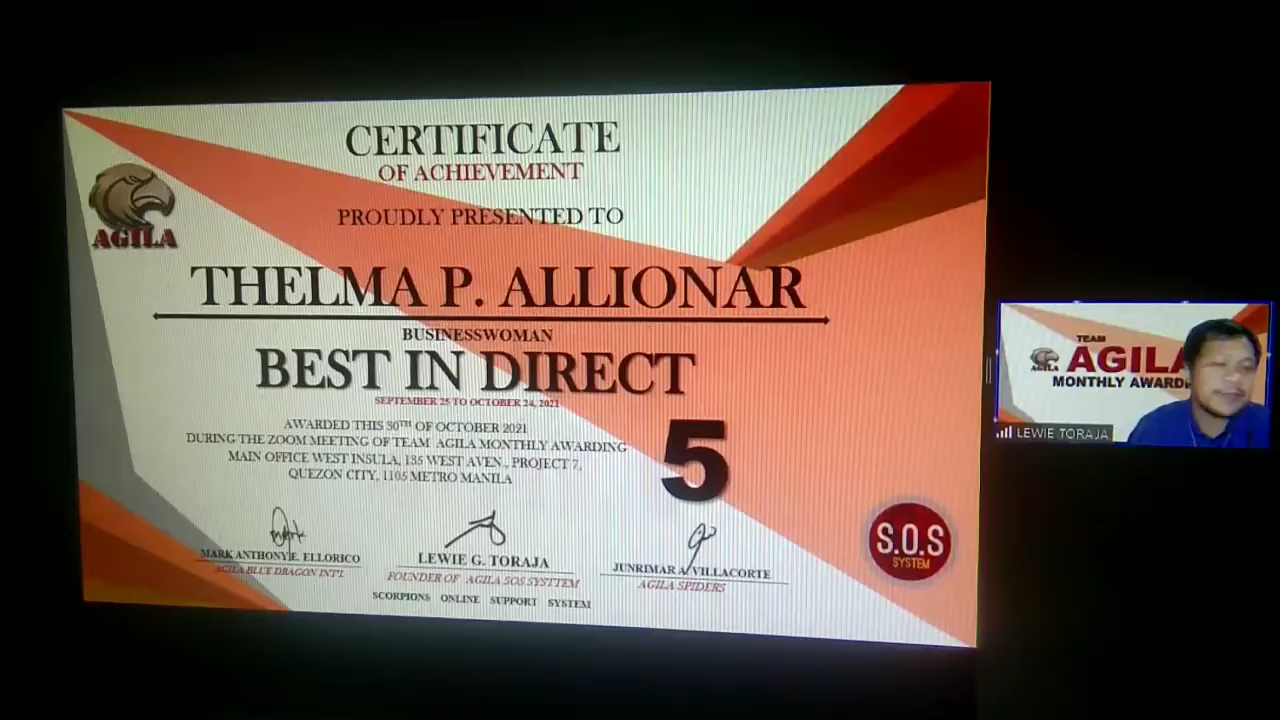 CERTIFICATE
OF ACHIEVEMENT
PROUDLY PRESENTED TO
AGILA
THELMA P. ALLIONAR
BUSINESSWOMAN
BEST IN DIRECT
SEPTEMBER 25 TO OCTOBER 24, 2021
AWARDED THIS 30TH OF OCTOBER 2021
DURING THE ZOOM MEETING OF TEAM AGILA MONTHLY AWARDING
MAIN OFFICE WEST INSULA, 135 WEST AVEN., PROJECT 7,
QUEZON CITY, 1105 METRO MANILA
5
MARK ANTHONY E. ELLORICO
AGILA BLUE DRAGON INT'L
LEWIE G. TORAJA
FOUNDER OF AGILA SOS SYSTTEM
JUNRIMAR A. VILLACORTE
AGILA SPIDERS
SCORPIONS ONLINE SUPPORT SYSTEM
S.O.S
SYSTEM
TEAM
AGILA
AGILA
MONTHLY AWARD
LEWIE TORAJA